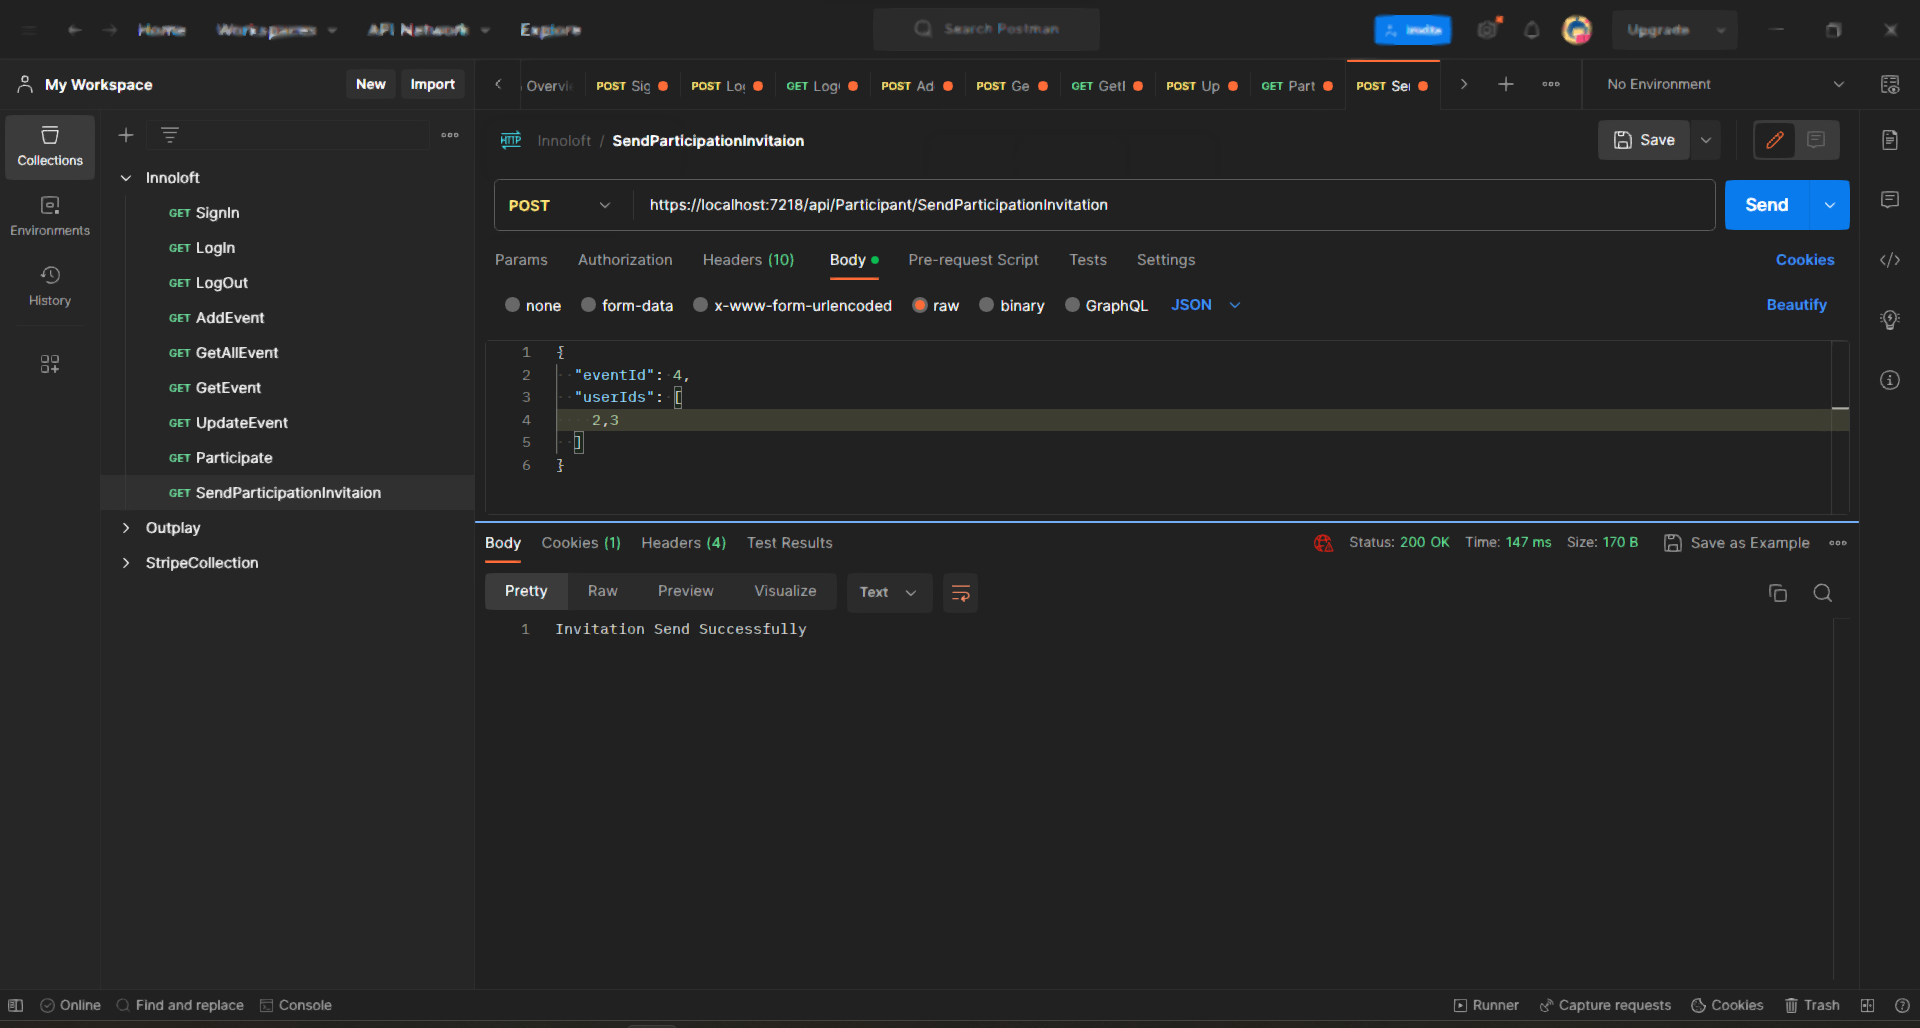 Home Workspaces API Network Explore Search Postman Invite Upgrade
My Workspace New Import Overvi POST Sig POST Lo GET Log POST Ad POST Ge GET Getl POST Up GET Part POST Se No Environment
Collections
Environments
History
Innoloft
GET SignIn
GET LogIn
GET LogOut
GET AddEvent
GET GetAllEvent
GET GetEvent
GET UpdateEvent
GET Participate
GET SendParticipationInvitaion
Outplay
StripeCollection
HTTP Innoloft / SendParticipationInvitaion Save
POST https://localhost:7218/api/Participant/SendParticipationInvitation Send
Params Authorization Headers (10) Body Pre-request Script Tests Settings Cookies
none form-data x-www-form-urlencoded raw binary GraphQL JSON Beautify
1 {
2 "eventId": 4,
3 "userIds": [
4 2,3
5 ]
6 }
Body Cookies (1) Headers (4) Test Results Status: 200 OK Time: 147 ms Size: 170 B Save as Example
Pretty Raw Preview Visualize Text
1 Invitation Send Successfully
Online Find and replace Console Runner Capture requests Cookies Trash